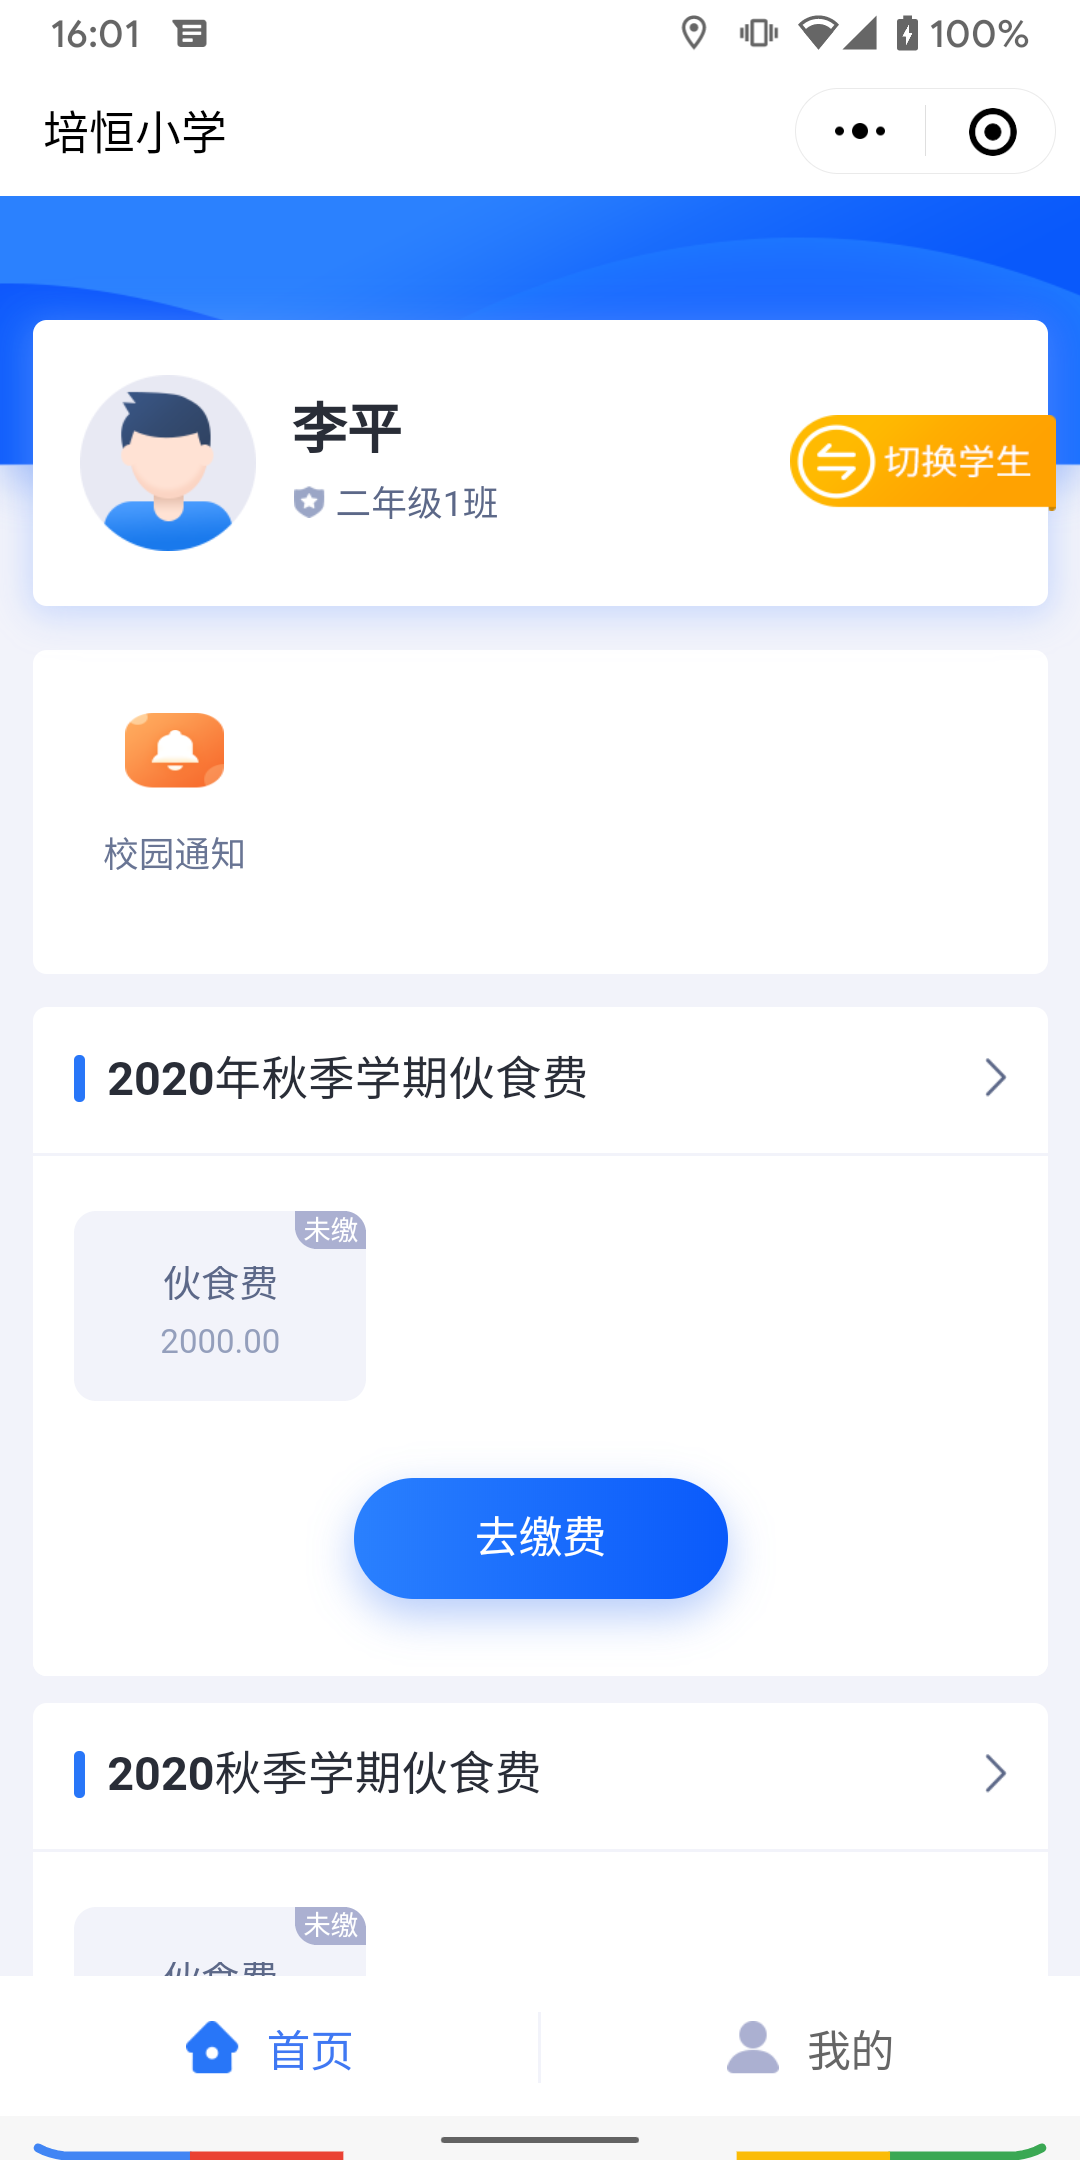 16:01
100%
培恒小学
李平
二年级1班
切换学生
校园通知
2020年秋季学期伙食费
未缴
伙食费
2000.00
去缴费
2020秋季学期伙食费
未缴
伙食费
首页
我的